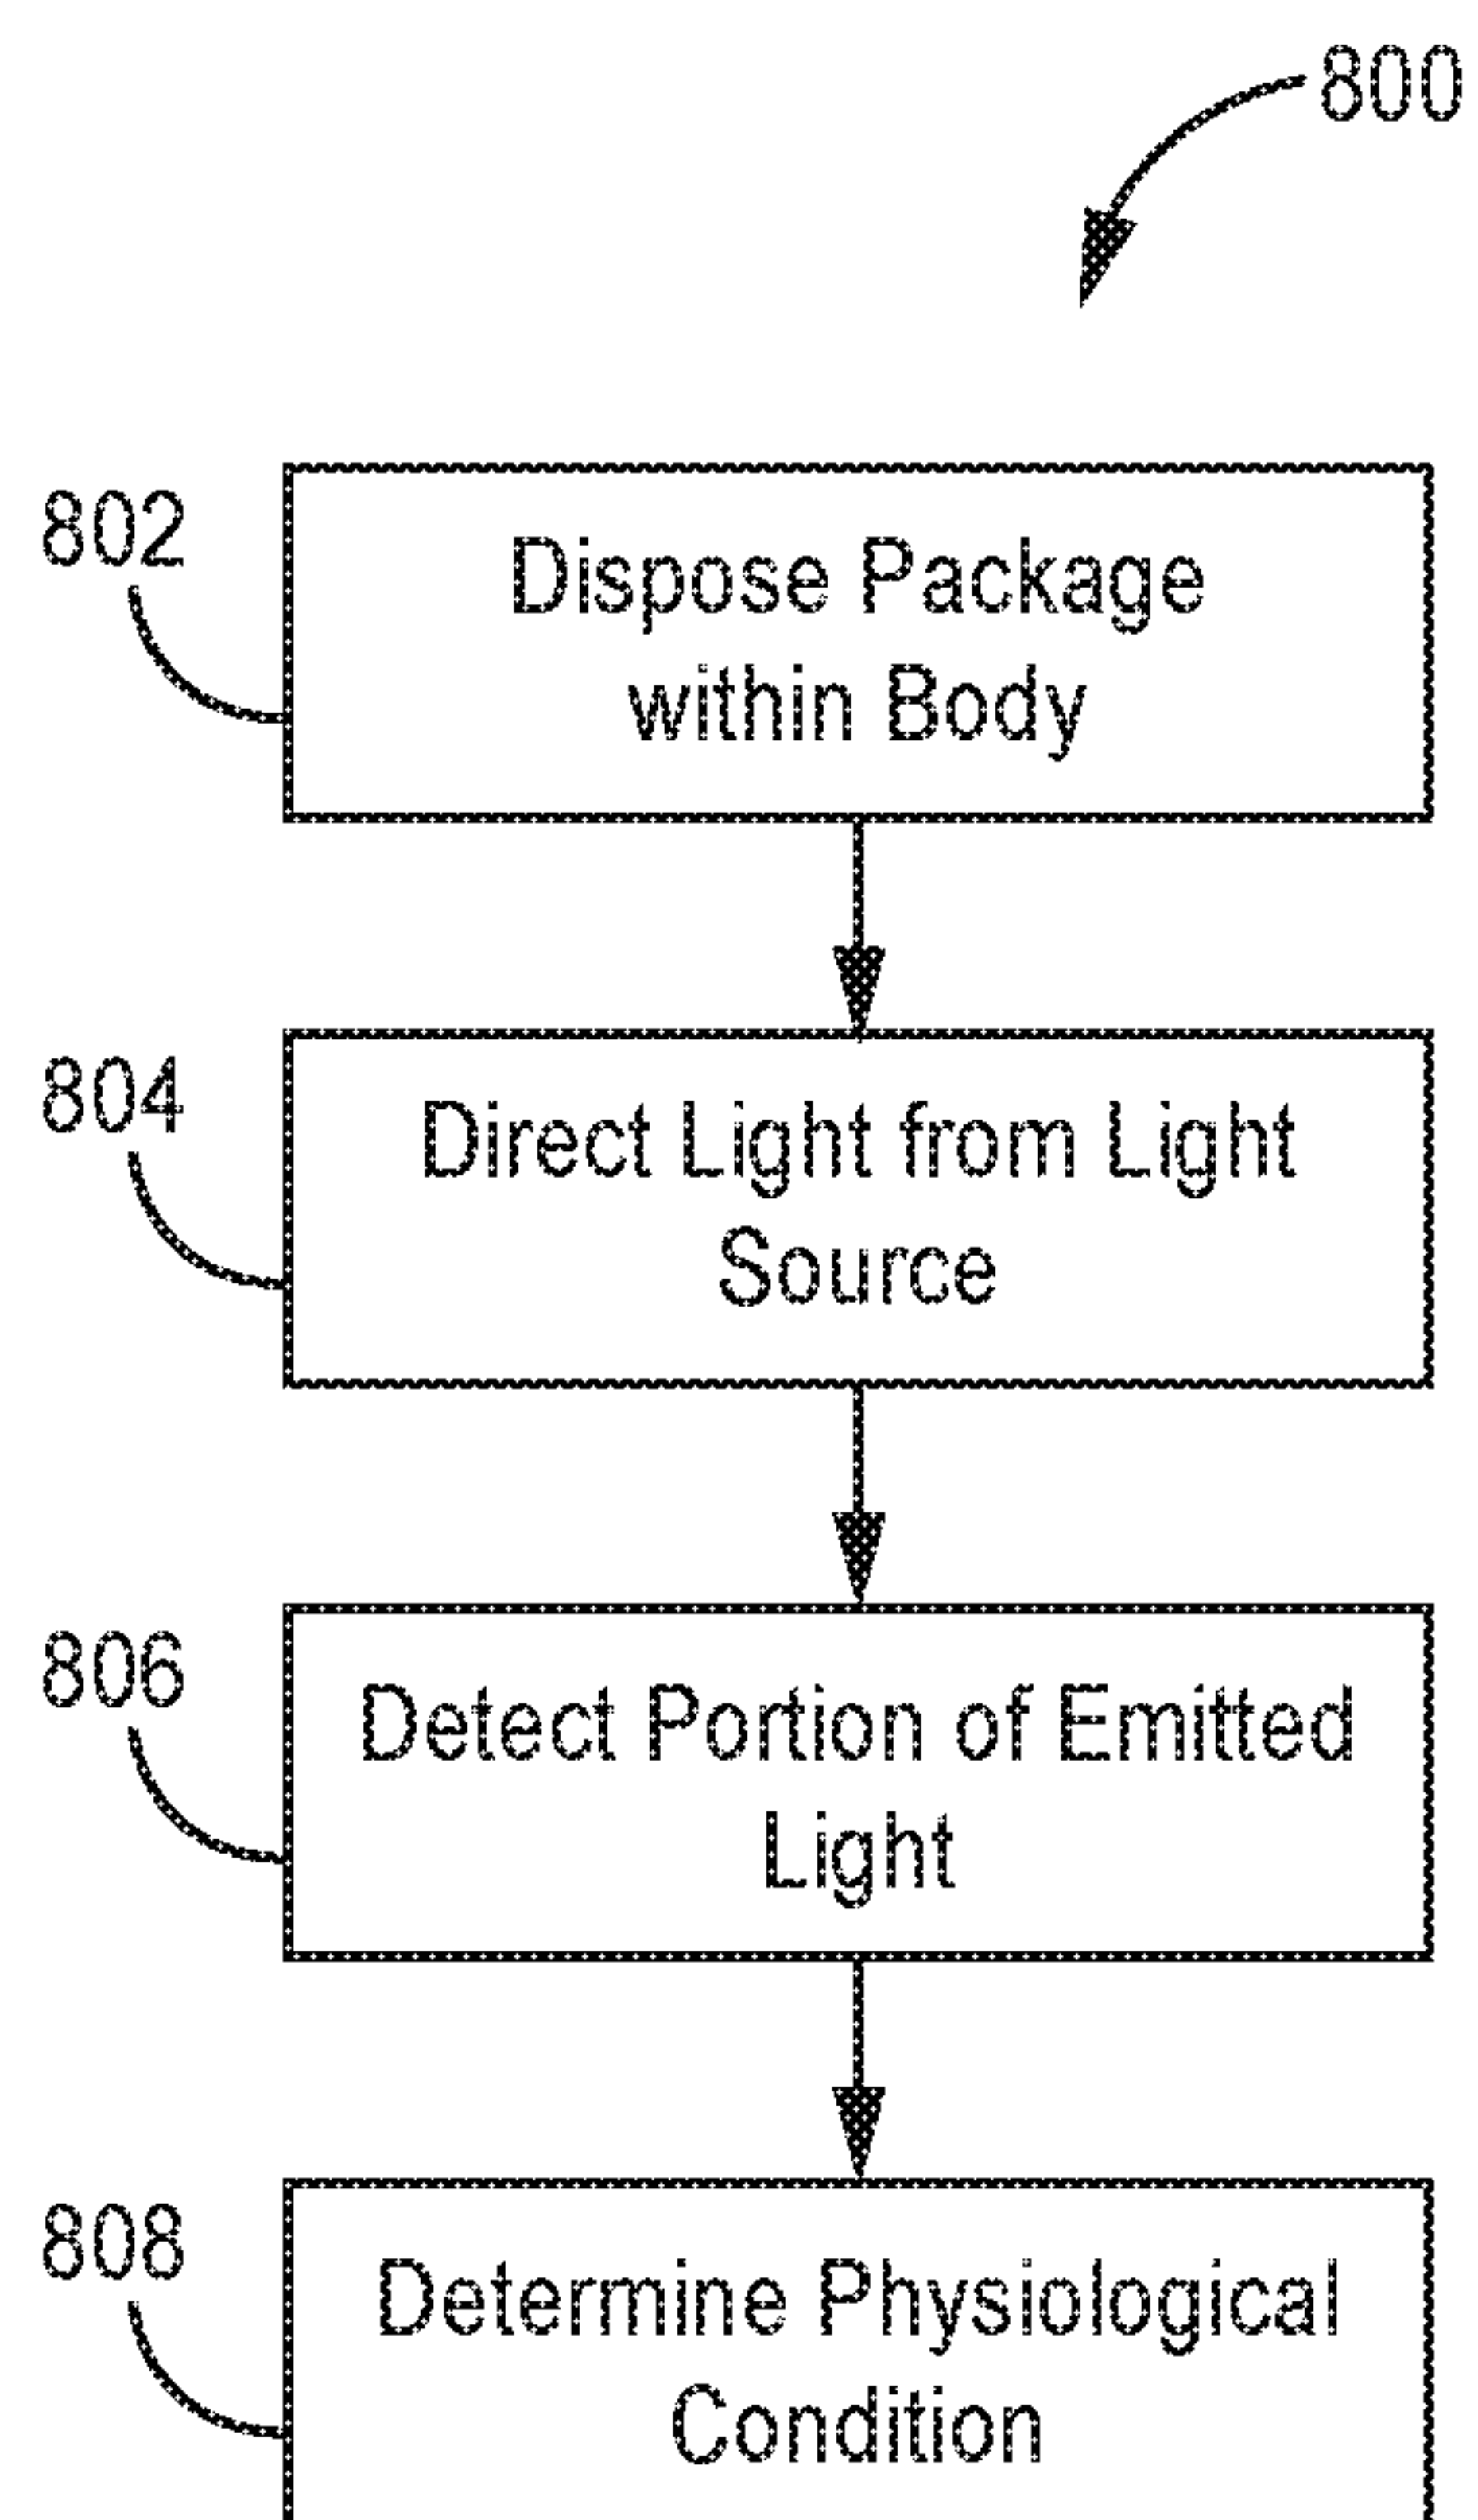 800
802
Dispose Package
within Body
804
Direct Light from Light
Source
806
Detect Portion of Emitted
Light
808
Determine Physiological
Condition